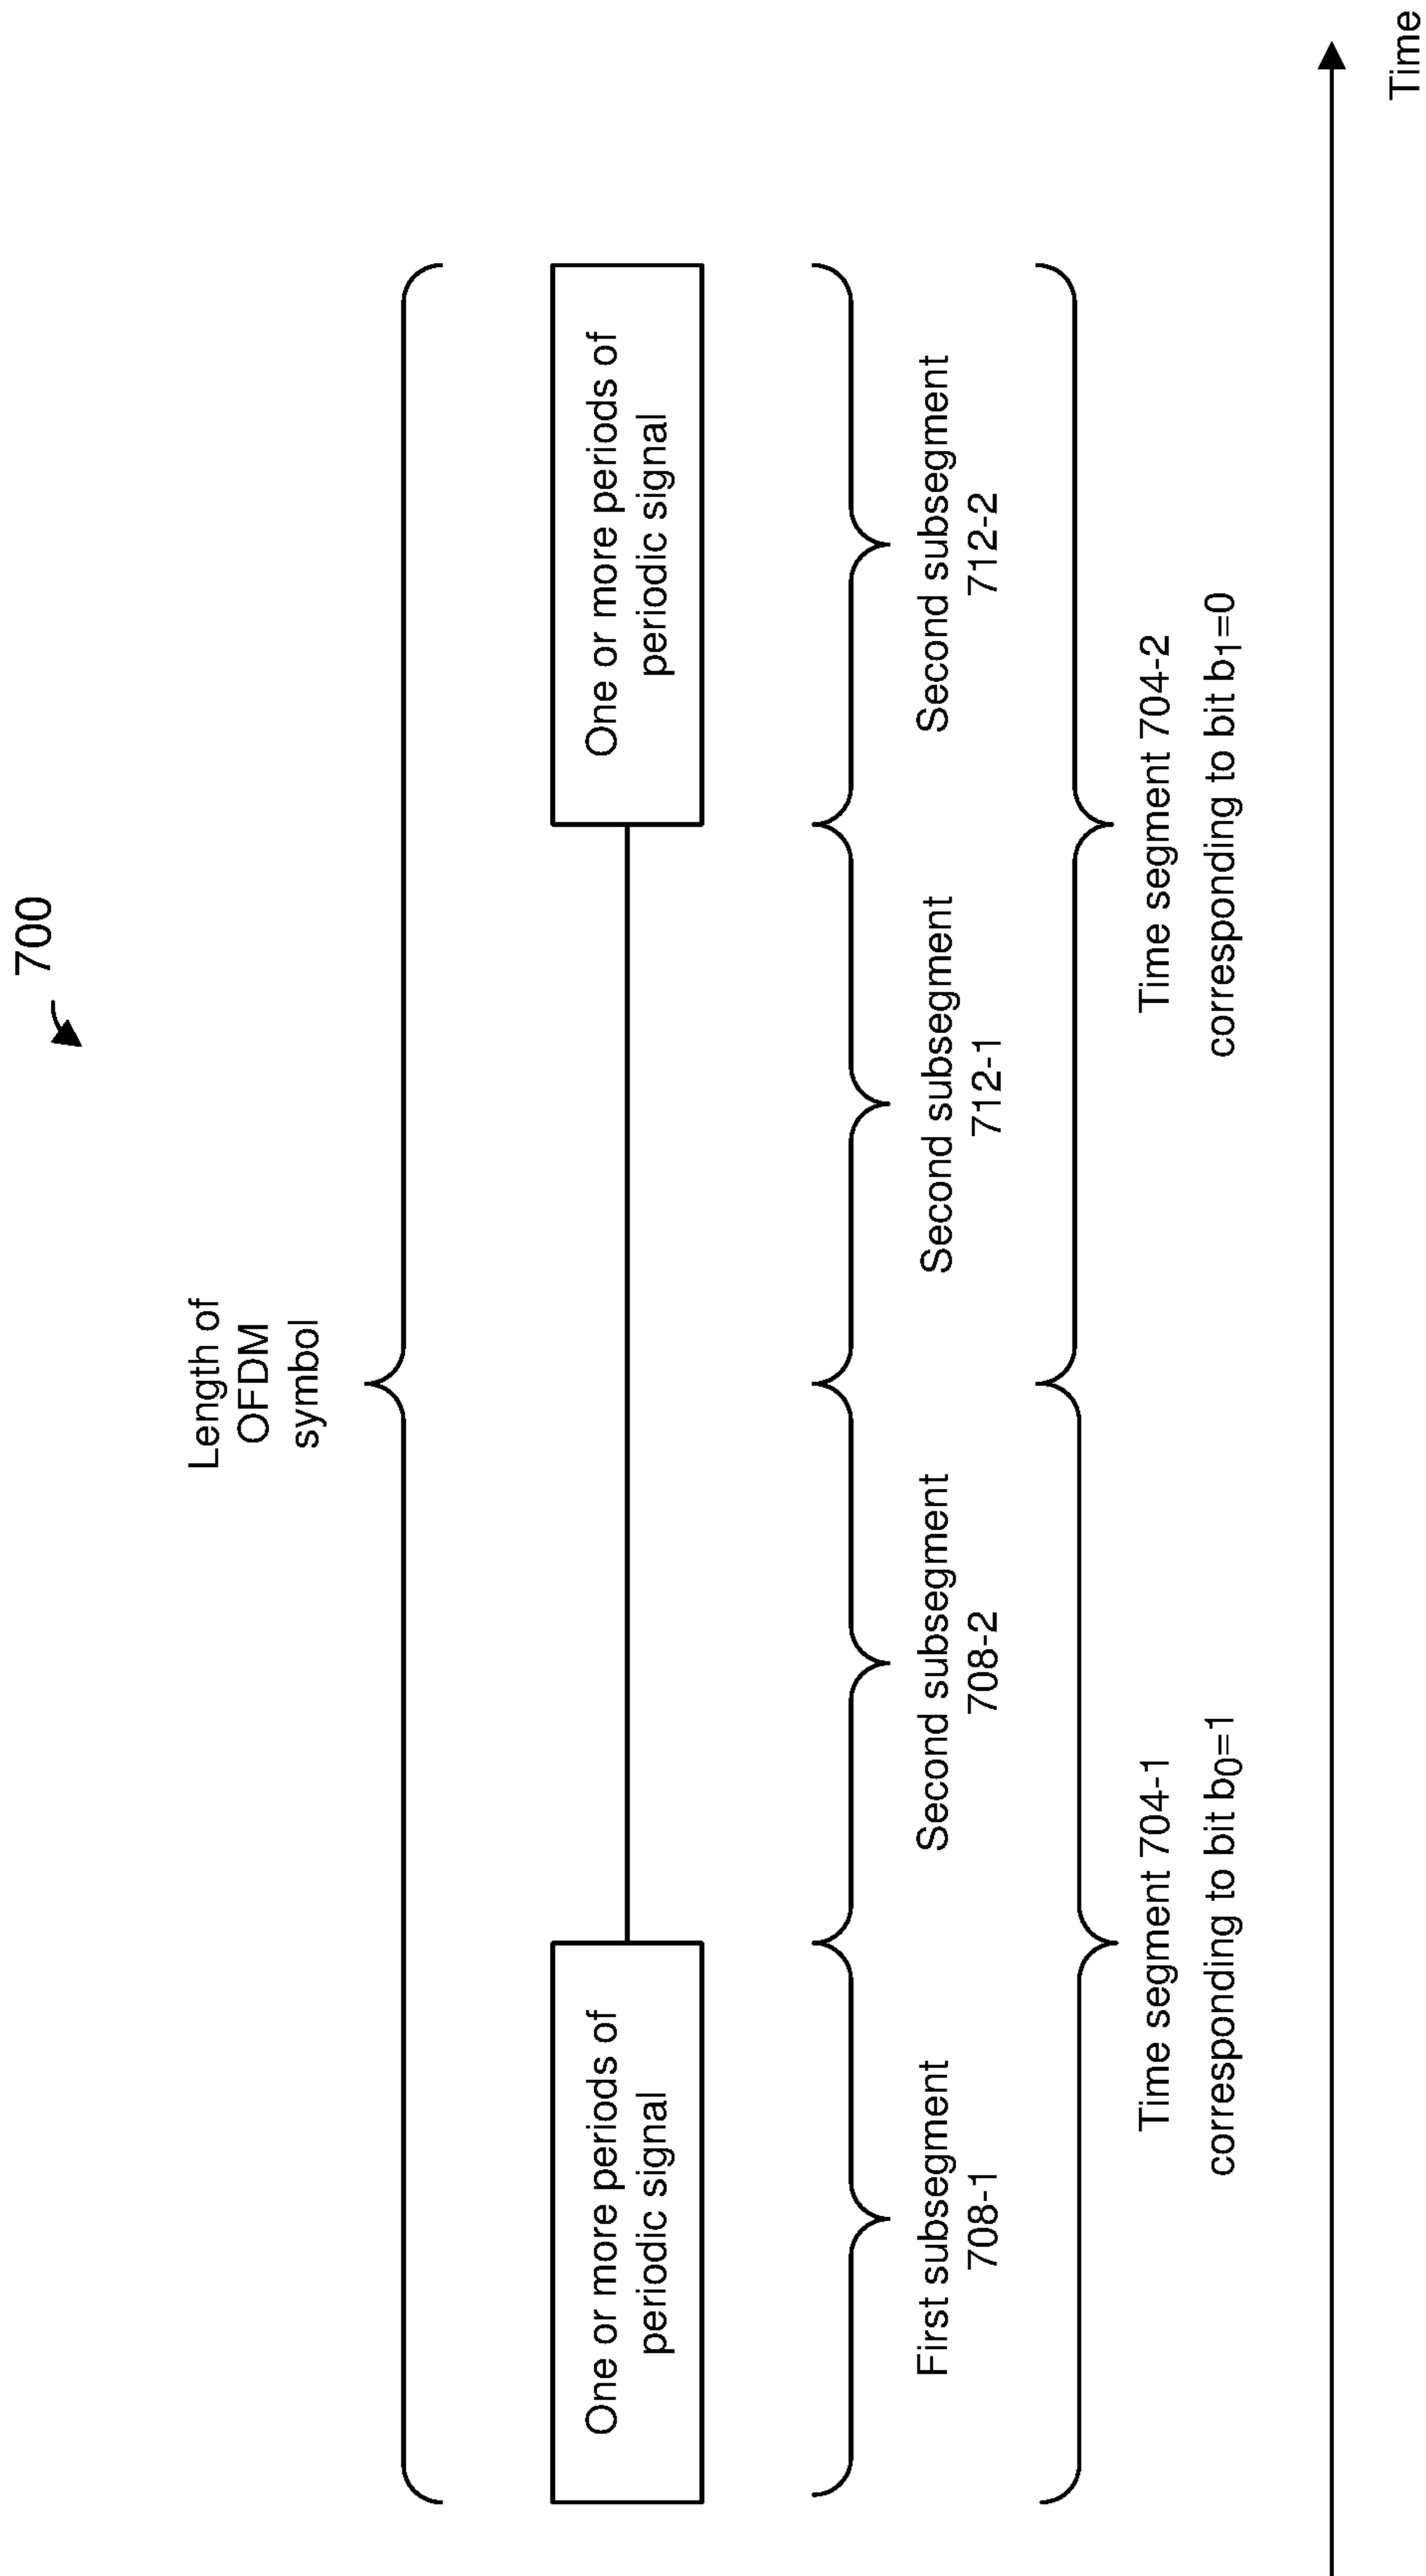 700
Length of
OFDM
symbol
One or more periods of
periodic signal
One or more periods of
periodic signal
First subsegment
708-1
Second subsegment
708-2
Second subsegment
712-1
Second subsegment
712-2
Time segment 704-1
corresponding to bit b0=1
Time segment 704-2
corresponding to bit b1=0
Time